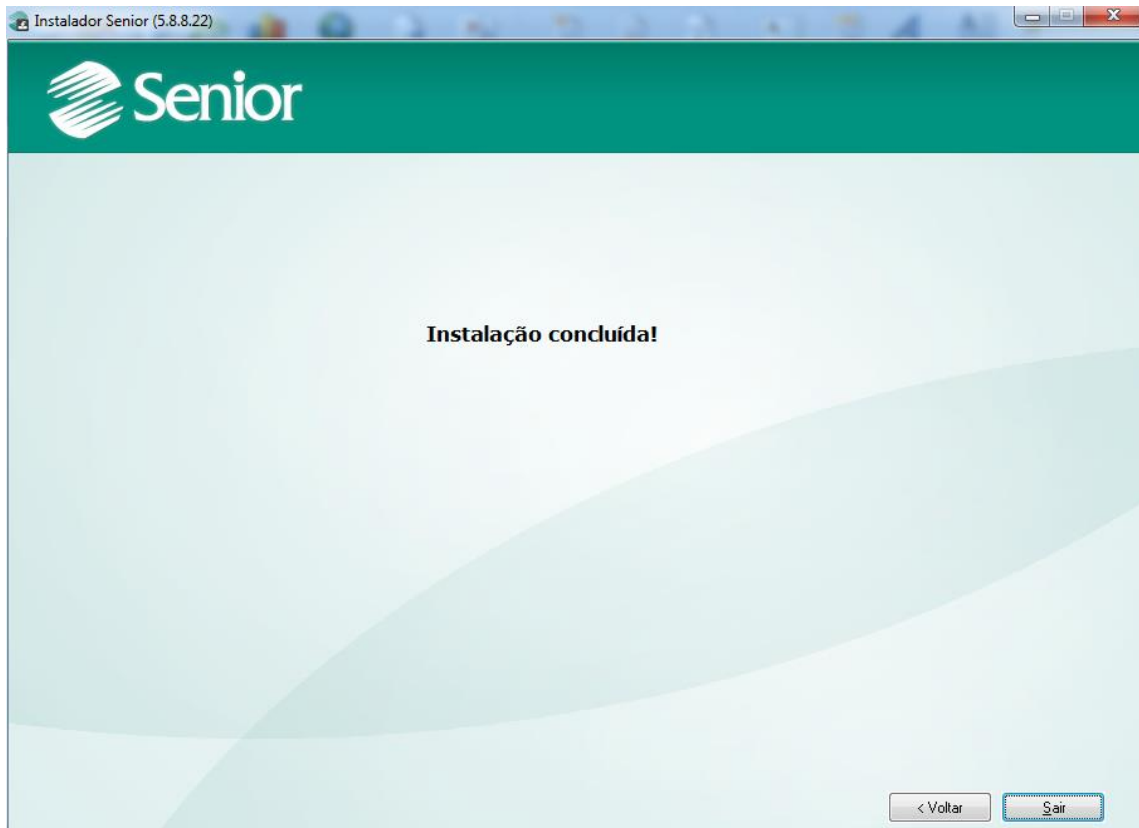 Instalador Senior (5.8.8.22)
Senior
Instalação concluída!
< Voltar
Sair